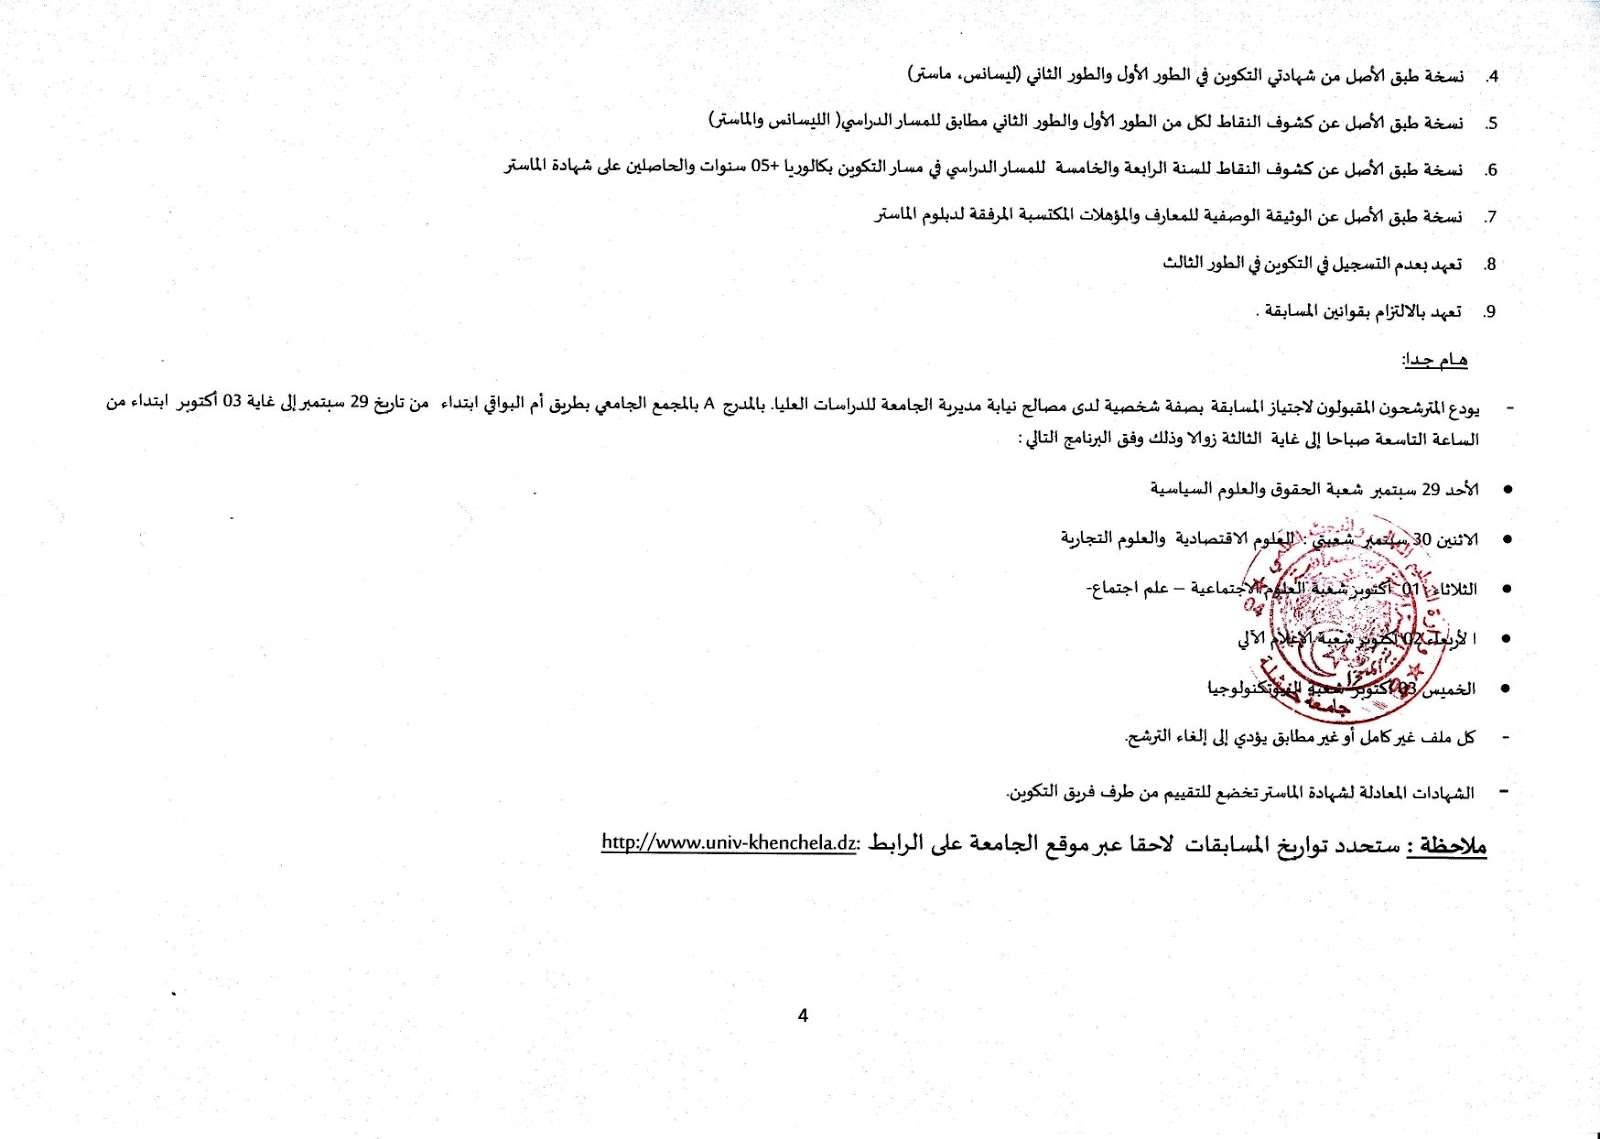 4. نسخة طبق الأصل من شهادتي التكوين في الطور الأول والطور الثاني (ليسانس، ماستر)
5. نسخة طبق الأصل عن كشوف النقاط لكل من الطور الأول والطور الثاني مطابق للمسار الدراسي( الليسانس والماستر)
6. نسخة طبق الأصل عن كشوف النقاط للسنة الرابعة والخامسة للمسار الدراسي في مسار التكوين بكالوريا +05 سنوات والحاصلين على شهادة الماستر
7. نسخة طبق الأصل عن الوثيقة الوصفية للمعارف والمؤهلات المكتسبة المرفقة لدبلوم الماستر
8. تعهد بعدم التسجيل في التكوين في الطور الثالث
9. تعهد بالالتزام بقوانين المسابقة .
هـام جـدا:
- يودع المترشحون المقبولون لاجتياز المسابقة بصفة شخصية لدى مصالح نيابة مديرية الجامعة للدراسات العليا. بالمدرج A بالمجمع الجامعي بطريق أم البواقي ابتداء من تاريخ 29 سبتمبر إلى غاية 03 أكتوبر ابتداء من
الساعة التاسعة صباحا إلى غاية الثالثة زوالا وذلك وفق البرنامج التالي :
• الأحد 29 سبتمبر شعبة الحقوق والعلوم السياسية
• الاثنين 30 سبتمبر شعبتي : العلوم الاقتصادية والعلوم التجارية
• الثلاثاء 01 أكتوبر شعبة العلوم الاجتماعية – علم اجتماع-
• ا لأربعاء 02 أكتوبر شعبة الإعلام الآلي
• الخميس 03 أكتوبر شعبة البيوتكنولوجيا
جامعة خنشلة
- كل ملف غير كامل أو غير مطابق يؤدي إلى إلغاء الترشح.
- الشهادات المعادلة لشهادة الماستر تخضع للتقييم من طرف فريق التكوين.
ملاحظة : ستحدد تواريخ المسابقات لاحقا عبر موقع الجامعة على الرابط :http://www.univ-khenchela.dz
4